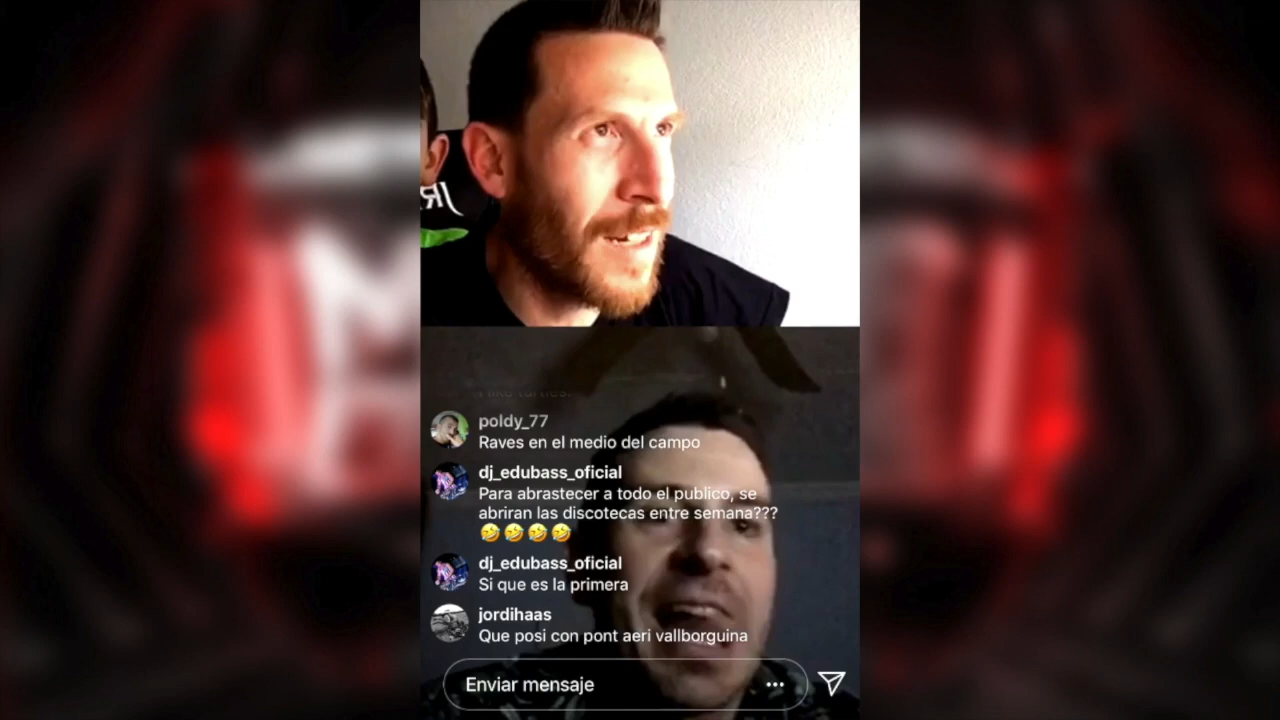 poldy_77
Raves en el medio del campo
dj_edubass_oficial
Para abrastecer a todo el publico, se
abriran las discotecas entre semana???
🤣🤣🤣🤣
dj_edubass_oficial
Si que es la primera
jordihaas
Que posi con pont aeri vallborguina
Enviar mensaje